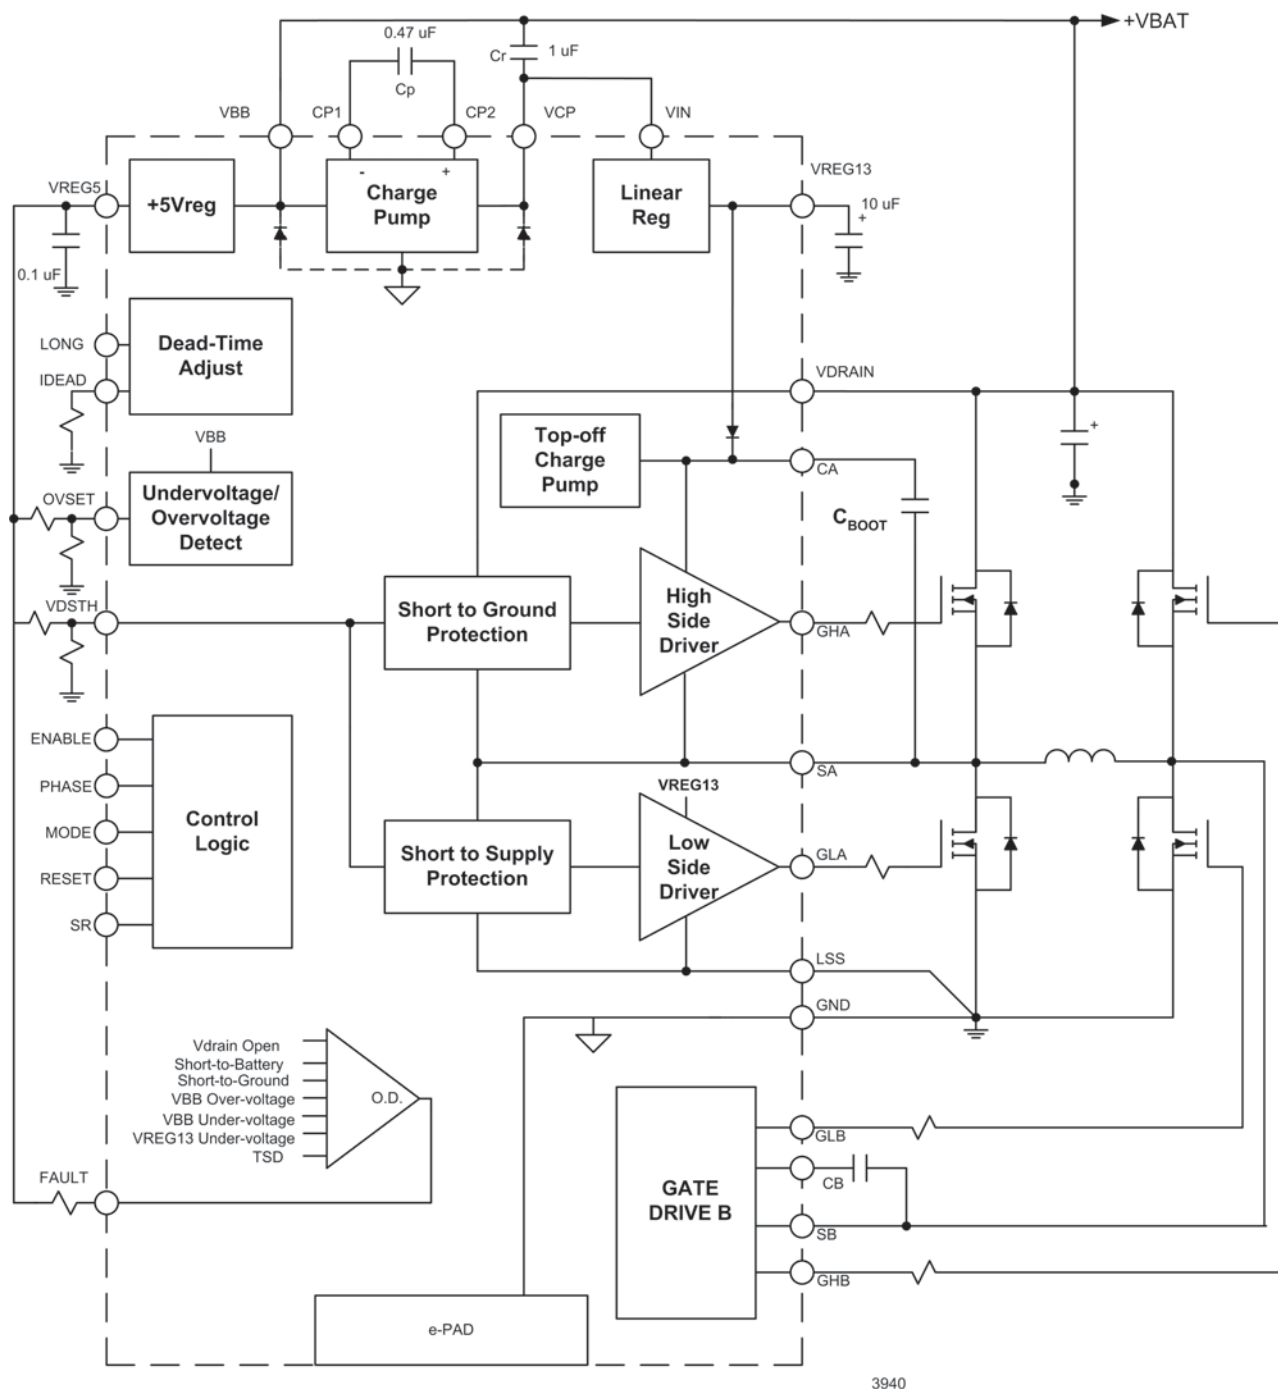 +VBAT
0.47 uF
Cr
1 uF
Cp
VBB
CP1
CP2
VCP
VIN
VREG5
+5Vreg
-
+
Charge
Pump
Linear
Reg
VREG13
10 uF
+
0.1 uF
LONG
IDEAD
Dead-Time
Adjust
VDRAIN
VBB
Top-off
Charge
Pump
+
CA
OVSET
Undervoltage/
Overvoltage
Detect
CBOOT
VDSTH
Short to Ground
Protection
High
Side
Driver
GHA
ENABLE
PHASE
MODE
RESET
SR
Control
Logic
SA
VREG13
Short to Supply
Protection
Low
Side
Driver
GLA
LSS
GND
Vdrain Open
Short-to-Battery
Short-to-Ground
VBB Over-voltage
VBB Under-voltage
VREG13 Under-voltage
TSD
O.D.
FAULT
GATE
DRIVE B
GLB
CB
SB
GHB
e-PAD
3940